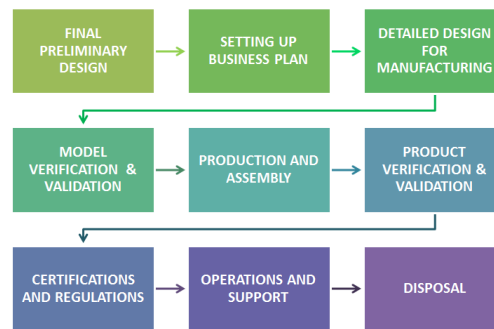 FINAL
PRELIMINARY
DESIGN
SETTING UP
BUSINESS PLAN
DETAILED DESIGN
FOR
MANUFACTURING
MODEL
VERIFICATION &
VALIDATION
PRODUCTION AND
ASSEMBLY
PRODUCT
VERIFICATION &
VALIDATION
CERTIFICATIONS
AND REGULATIONS
OPERATIONS AND
SUPPORT
DISPOSAL